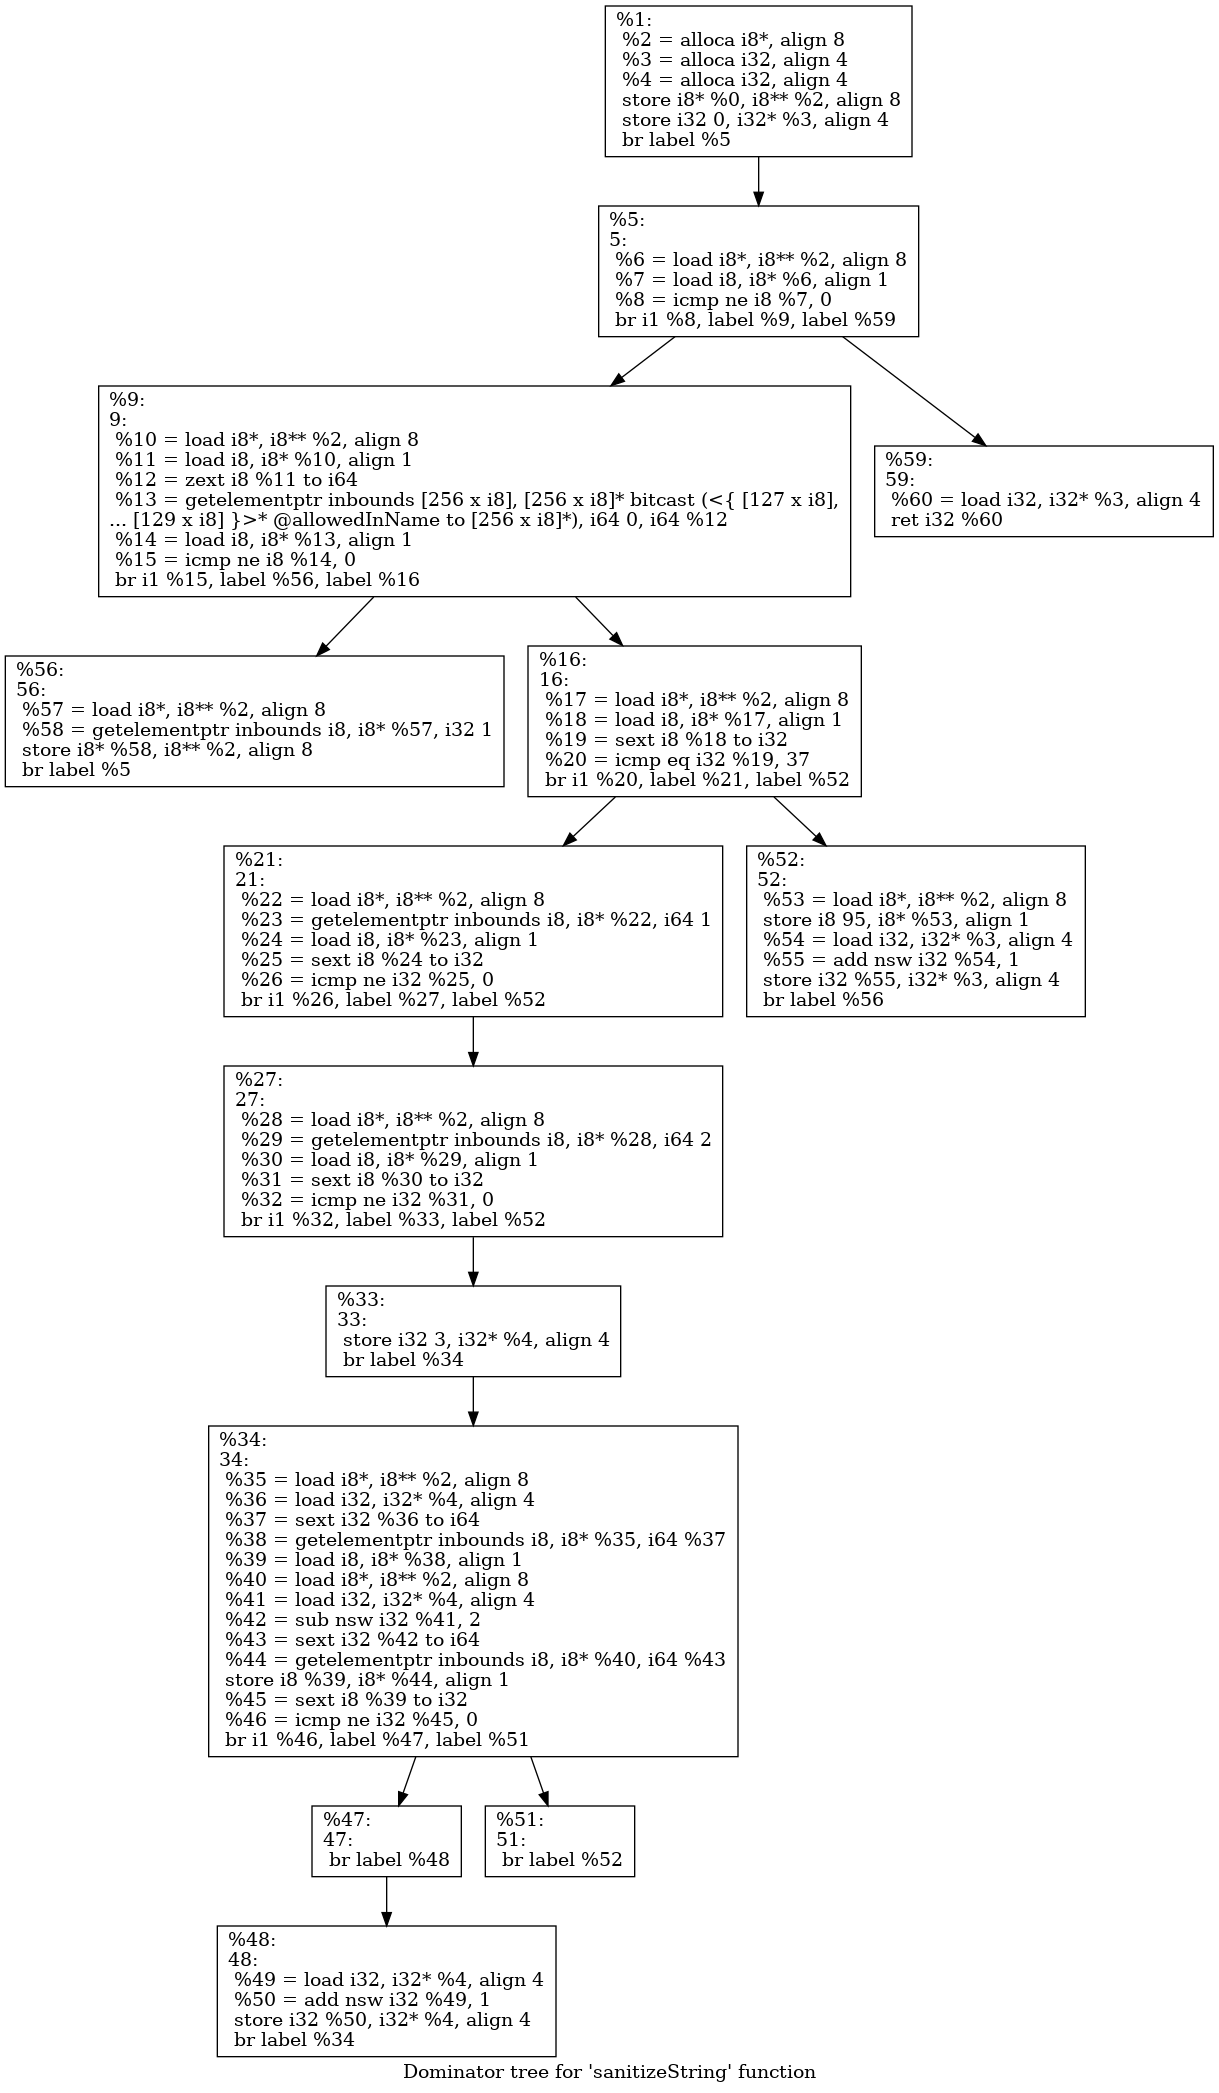 %1:
%2 = alloca i8*, align 8
%3 = alloca i32, align 4
%4 = alloca i32, align 4
store i8* %0, i8** %2, align 8
store i32 0, i32* %3, align 4
br label %5
%5:
5:
%6 = load i8*, i8** %2, align 8
%7 = load i8, i8* %6, align 1
%8 = icmp ne i8 %7, 0
br i1 %8, label %9, label %59
%9:
9:
%10 = load i8*, i8** %2, align 8
%11 = load i8, i8* %10, align 1
%12 = zext i8 %11 to i64
%13 = getelementptr inbounds [256 x i8], [256 x i8]* bitcast (<{ [127 x i8],
... [129 x i8] }>* @allowedInName to [256 x i8]*), i64 0, i64 %12
%14 = load i8, i8* %13, align 1
%15 = icmp ne i8 %14, 0
br i1 %15, label %56, label %16
%59:
59:
%60 = load i32, i32* %3, align 4
ret i32 %60
%56:
56:
%57 = load i8*, i8** %2, align 8
%58 = getelementptr inbounds i8, i8* %57, i32 1
store i8* %58, i8** %2, align 8
br label %5
%16:
16:
%17 = load i8*, i8** %2, align 8
%18 = load i8, i8* %17, align 1
%19 = sext i8 %18 to i32
%20 = icmp eq i32 %19, 37
br i1 %20, label %21, label %52
%21:
21:
%22 = load i8*, i8** %2, align 8
%23 = getelementptr inbounds i8, i8* %22, i64 1
%24 = load i8, i8* %23, align 1
%25 = sext i8 %24 to i32
%26 = icmp ne i32 %25, 0
br i1 %26, label %27, label %52
%52:
52:
%53 = load i8*, i8** %2, align 8
store i8 95, i8* %53, align 1
%54 = load i32, i32* %3, align 4
%55 = add nsw i32 %54, 1
store i32 %55, i32* %3, align 4
br label %56
%27:
27:
%28 = load i8*, i8** %2, align 8
%29 = getelementptr inbounds i8, i8* %28, i64 2
%30 = load i8, i8* %29, align 1
%31 = sext i8 %30 to i32
%32 = icmp ne i32 %31, 0
br i1 %32, label %33, label %52
%33:
33:
store i32 3, i32* %4, align 4
br label %34
%34:
34:
%35 = load i8*, i8** %2, align 8
%36 = load i32, i32* %4, align 4
%37 = sext i32 %36 to i64
%38 = getelementptr inbounds i8, i8* %35, i64 %37
%39 = load i8, i8* %38, align 1
%40 = load i8*, i8** %2, align 8
%41 = load i32, i32* %4, align 4
%42 = sub nsw i32 %41, 2
%43 = sext i32 %42 to i64
%44 = getelementptr inbounds i8, i8* %40, i64 %43
store i8 %39, i8* %44, align 1
%45 = sext i8 %39 to i32
%46 = icmp ne i32 %45, 0
br i1 %46, label %47, label %51
%47:
47:
br label %48
%51:
51:
br label %52
%48:
48:
%49 = load i32, i32* %4, align 4
%50 = add nsw i32 %49, 1
store i32 %50, i32* %4, align 4
br label %34
Dominator tree for 'sanitizeString' function